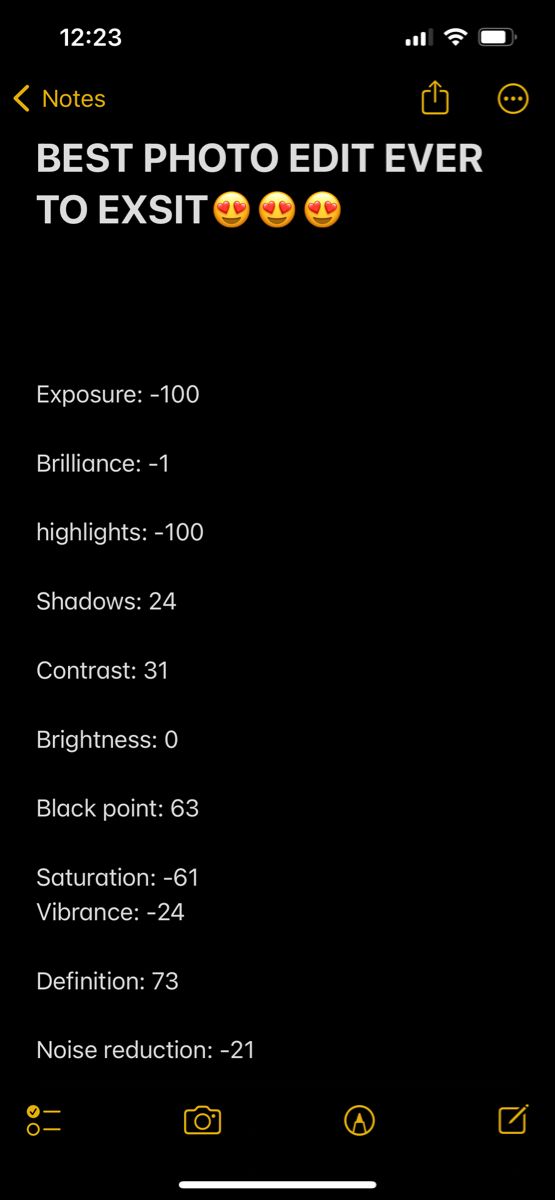 12:23
Notes
BEST PHOTO EDIT EVER
TO EXSIT😍😍😍
Exposure: -100
Brilliance: -1
highlights: -100
Shadows: 24
Contrast: 31
Brightness: 0
Black point: 63
Saturation: -61
Vibrance: -24
Definition: 73
Noise reduction: -21